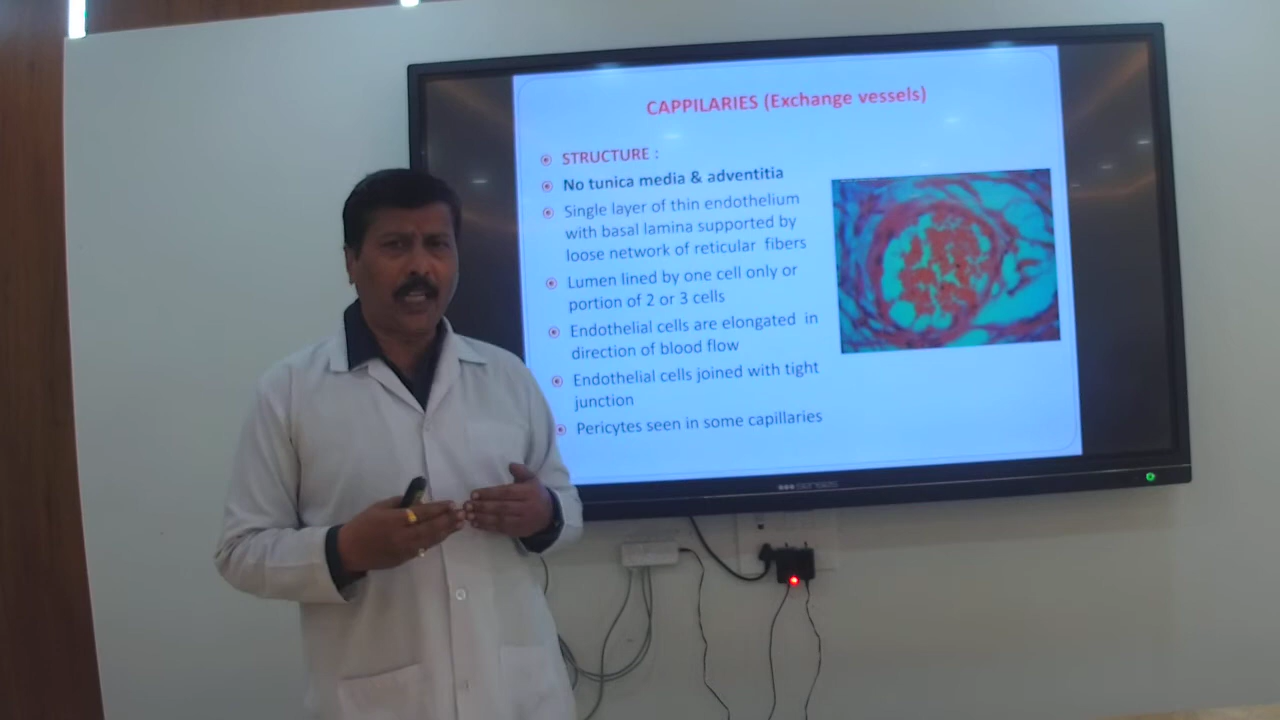 CAPPILARIES (Exchange vessels)
STRUCTURE :
No tunica media & adventitia
Single layer of thin endothelium
with basal lamina supported by
loose network of reticular fibers
Lumen lined by one cell only or
portion of 2 or 3 cells
Endothelial cells are elongated in
direction of blood flow
Endothelial cells joined with tight
junction
Pericytes seen in some capillaries